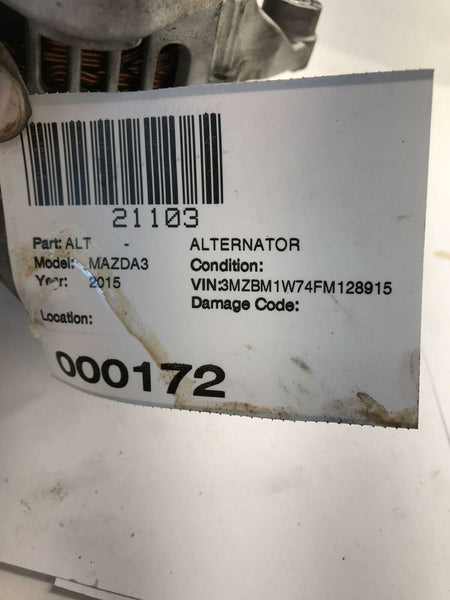 21103
Part: ALT - ALTERNATOR
Model: MAZDA3 Condition:
Year: 2015 VIN:3MZBM1W74FM128915
Damage Code:
Location:
000172